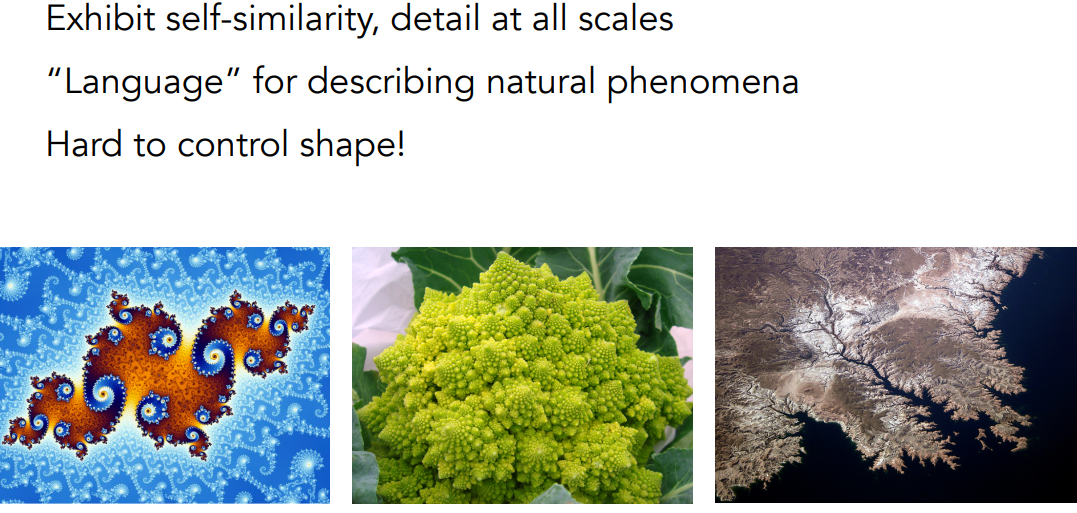 Exhibit self-similarity, detail at all scales
“Language” for describing natural phenomena
Hard to control shape!